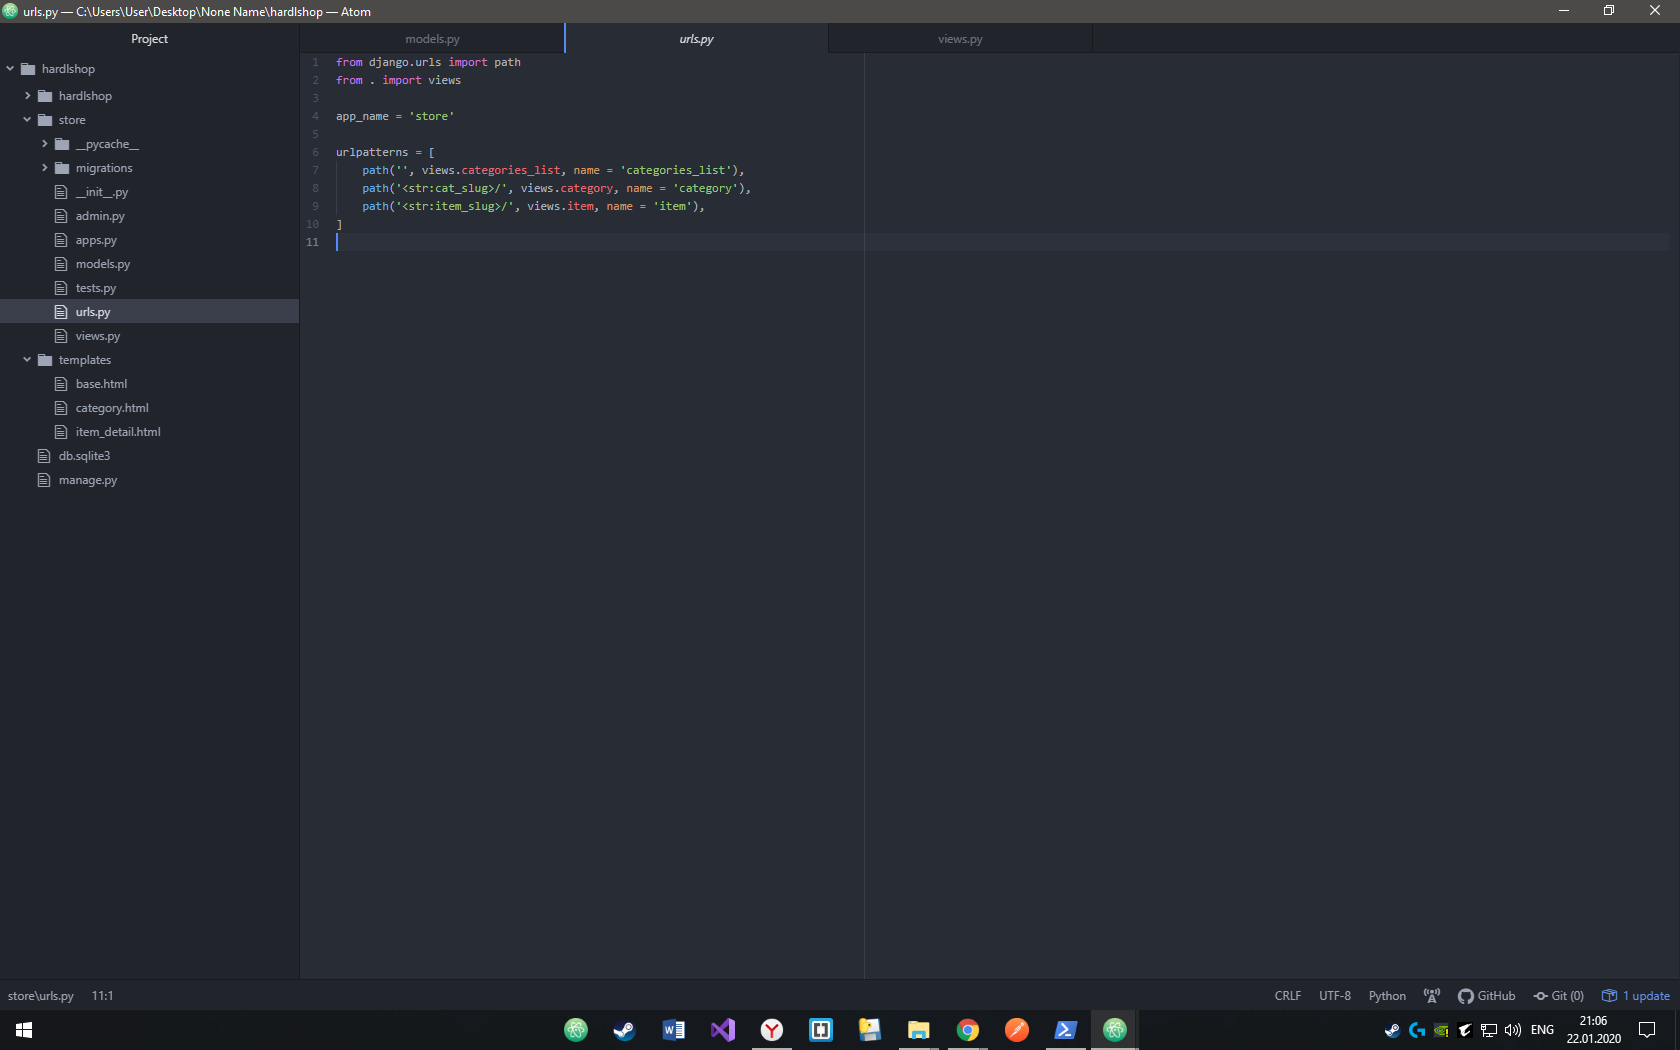 urls.py — C:\Users\User\Desktop\None Name\hardlshop — Atom
Project
hardlshop
hardlshop
store
__pycache__
migrations
__init__.py
admin.py
apps.py
models.py
tests.py
urls.py
views.py
templates
base.html
category.html
item_detail.html
db.sqlite3
manage.py
models.py
urls.py
views.py
1 from django.urls import path
2 from . import views
3
4 app_name = 'store'
5
6 urlpatterns = [
7     path('', views.categories_list, name = 'categories_list'),
8     path('<str:cat_slug>/', views.category, name = 'category'),
9     path('<str:item_slug>/', views.item, name = 'item'),
10 ]
11
store\urls.py 11:1
CRLF UTF-8 Python GitHub Git (0) 1 update
ENG
21:06
22.01.2020